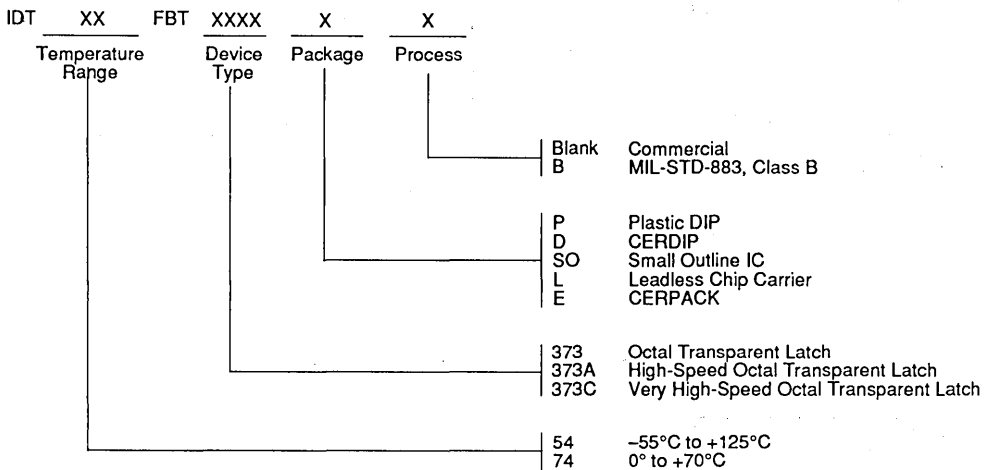 IDT XX FBT XXXX X X
Temperature Range Device Type Package Process
Blank Commercial
B MIL-STD-883, Class B
P Plastic DIP
D CERDIP
SO Small Outline IC
L Leadless Chip Carrier
E CERPACK
373 Octal Transparent Latch
373A High-Speed Octal Transparent Latch
373C Very High-Speed Octal Transparent Latch
54 –55°C to +125°C
74 0° to +70°C